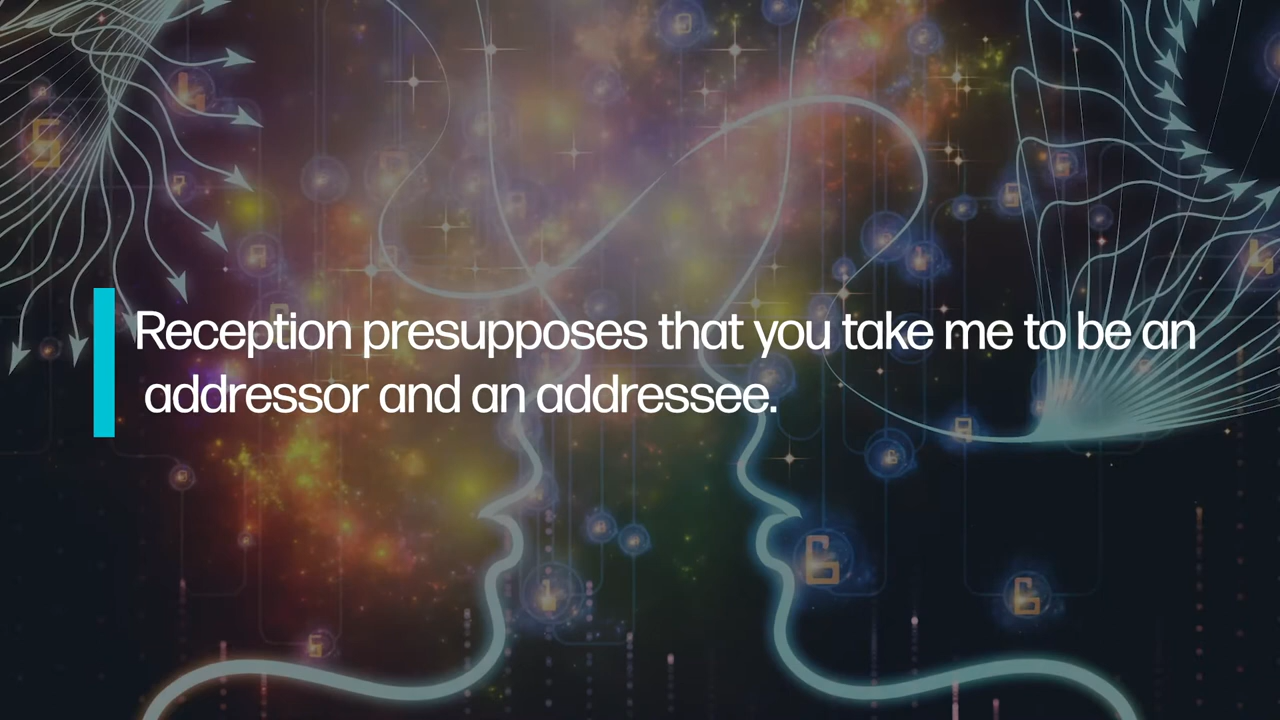 Reception presupposes that you take me to be an
addressor and an addressee.